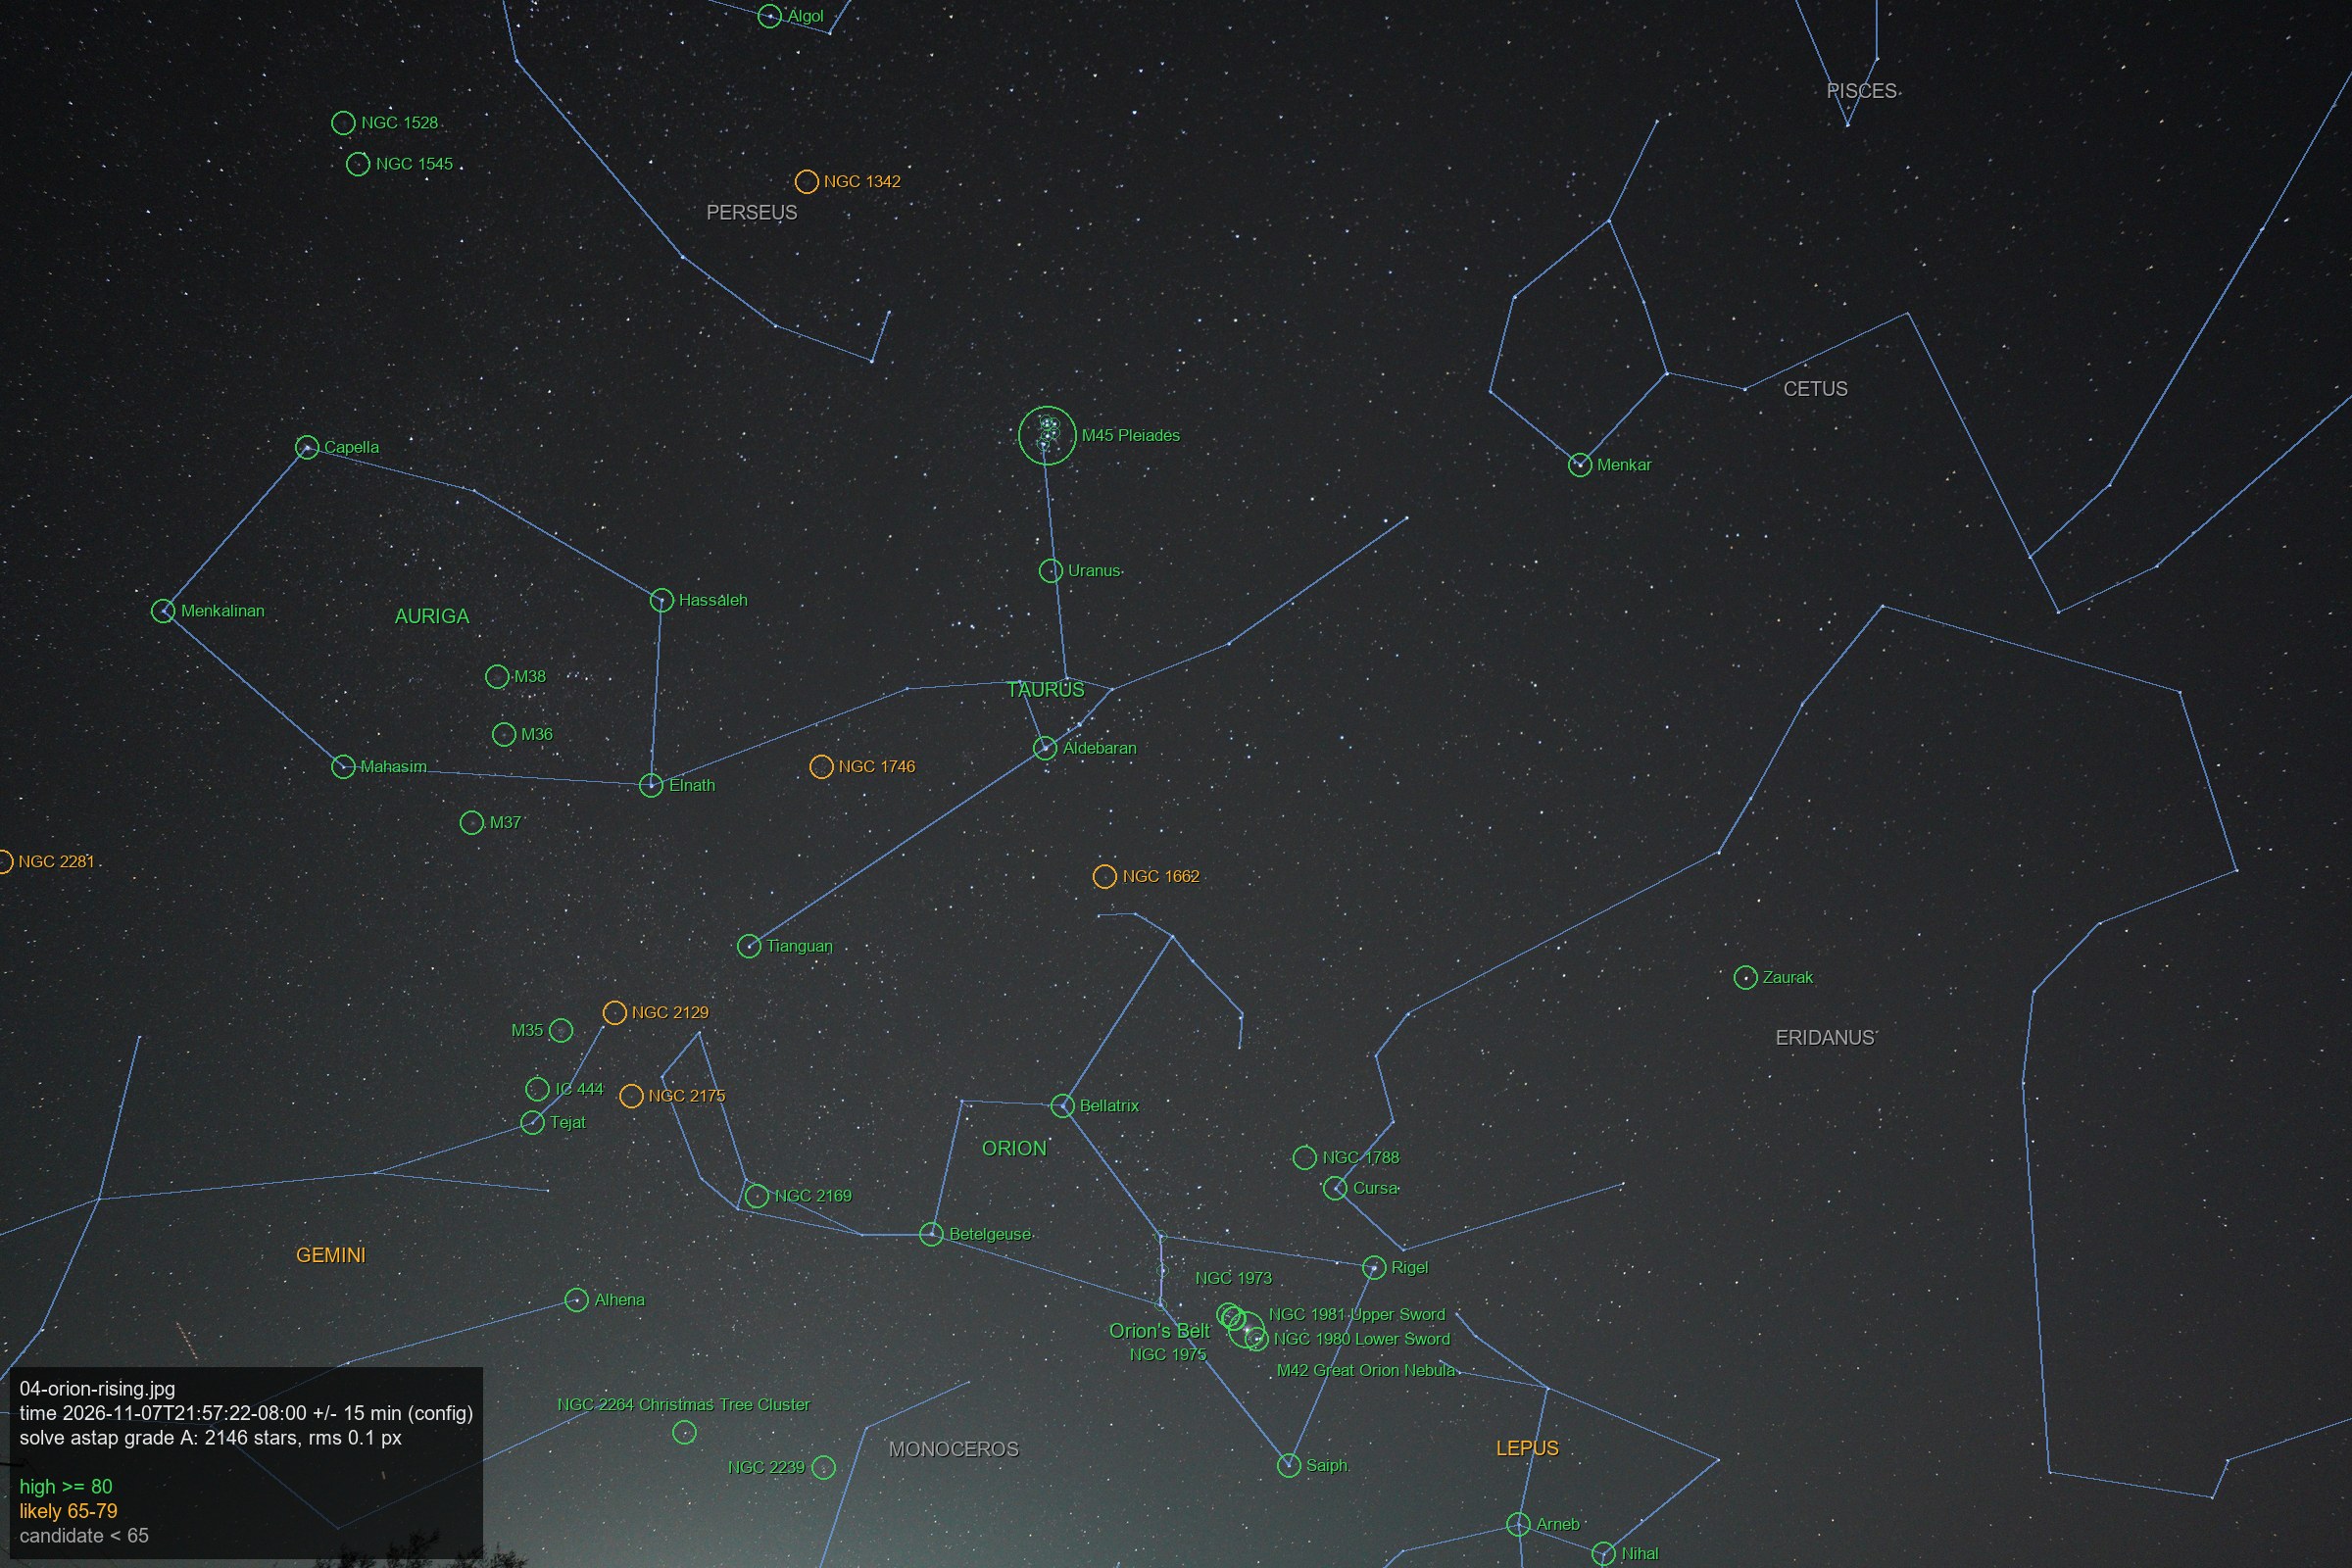 Algol
PISCES
NGC 1528
NGC 1545
NGC 1342
PERSEUS
CETUS
M45 Pleiades
Capella
Menkar
Uranus
Hassaleh
Menkalinan
AURIGA
M38
TAURUS
M36
Aldebaran
Mahasim
NGC 1746
Elnath
M37
NGC 2281
NGC 1662
Tianguan
Zaurak
NGC 2129
M35
ERIDANUS
IC 444
NGC 2175
Bellatrix
Tejat
ORION
NGC 1788
Cursa
NGC 2169
Betelgeuse
GEMINI
Rigel
NGC 1973
Alhena
NGC 1981 Upper Sword
Orion's Belt
NGC 1980 Lower Sword
NGC 1975
M42 Great Orion Nebula
NGC 2264 Christmas Tree Cluster
MONOCEROS
LEPUS
NGC 2239
Saiph
Arneb
Nihal
04-orion-rising.jpg
time 2026-11-07T21:57:22-08:00 +/- 15 min (config)
solve astap grade A: 2146 stars, rms 0.1 px
high >= 80
likely 65-79
candidate < 65